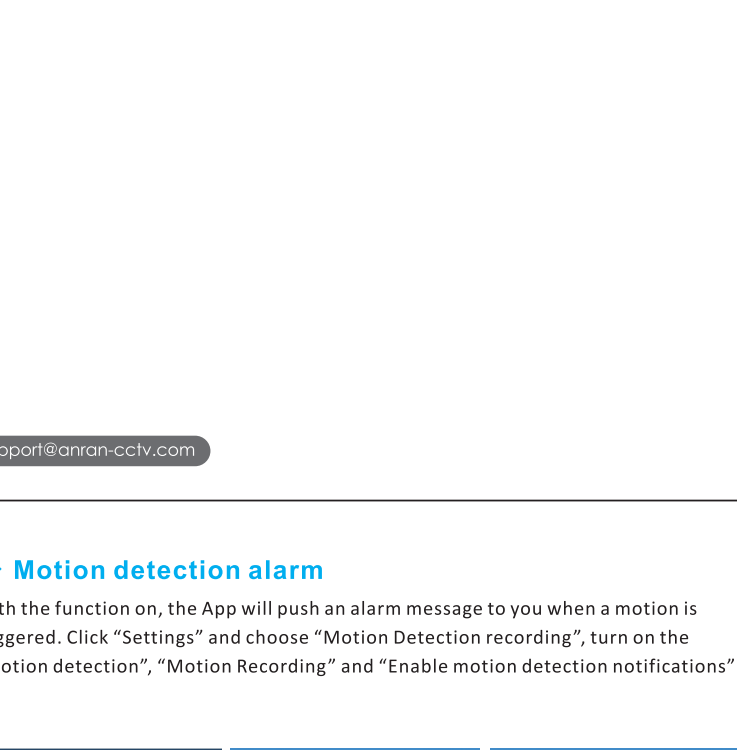 pport@anran-cctv.com
Motion detection alarm
th the function on, the App will push an alarm message to you when a motion is
ggered. Click “Settings” and choose “Motion Detection recording”, turn on the
otion detection”, “Motion Recording” and “Enable motion detection notifications”